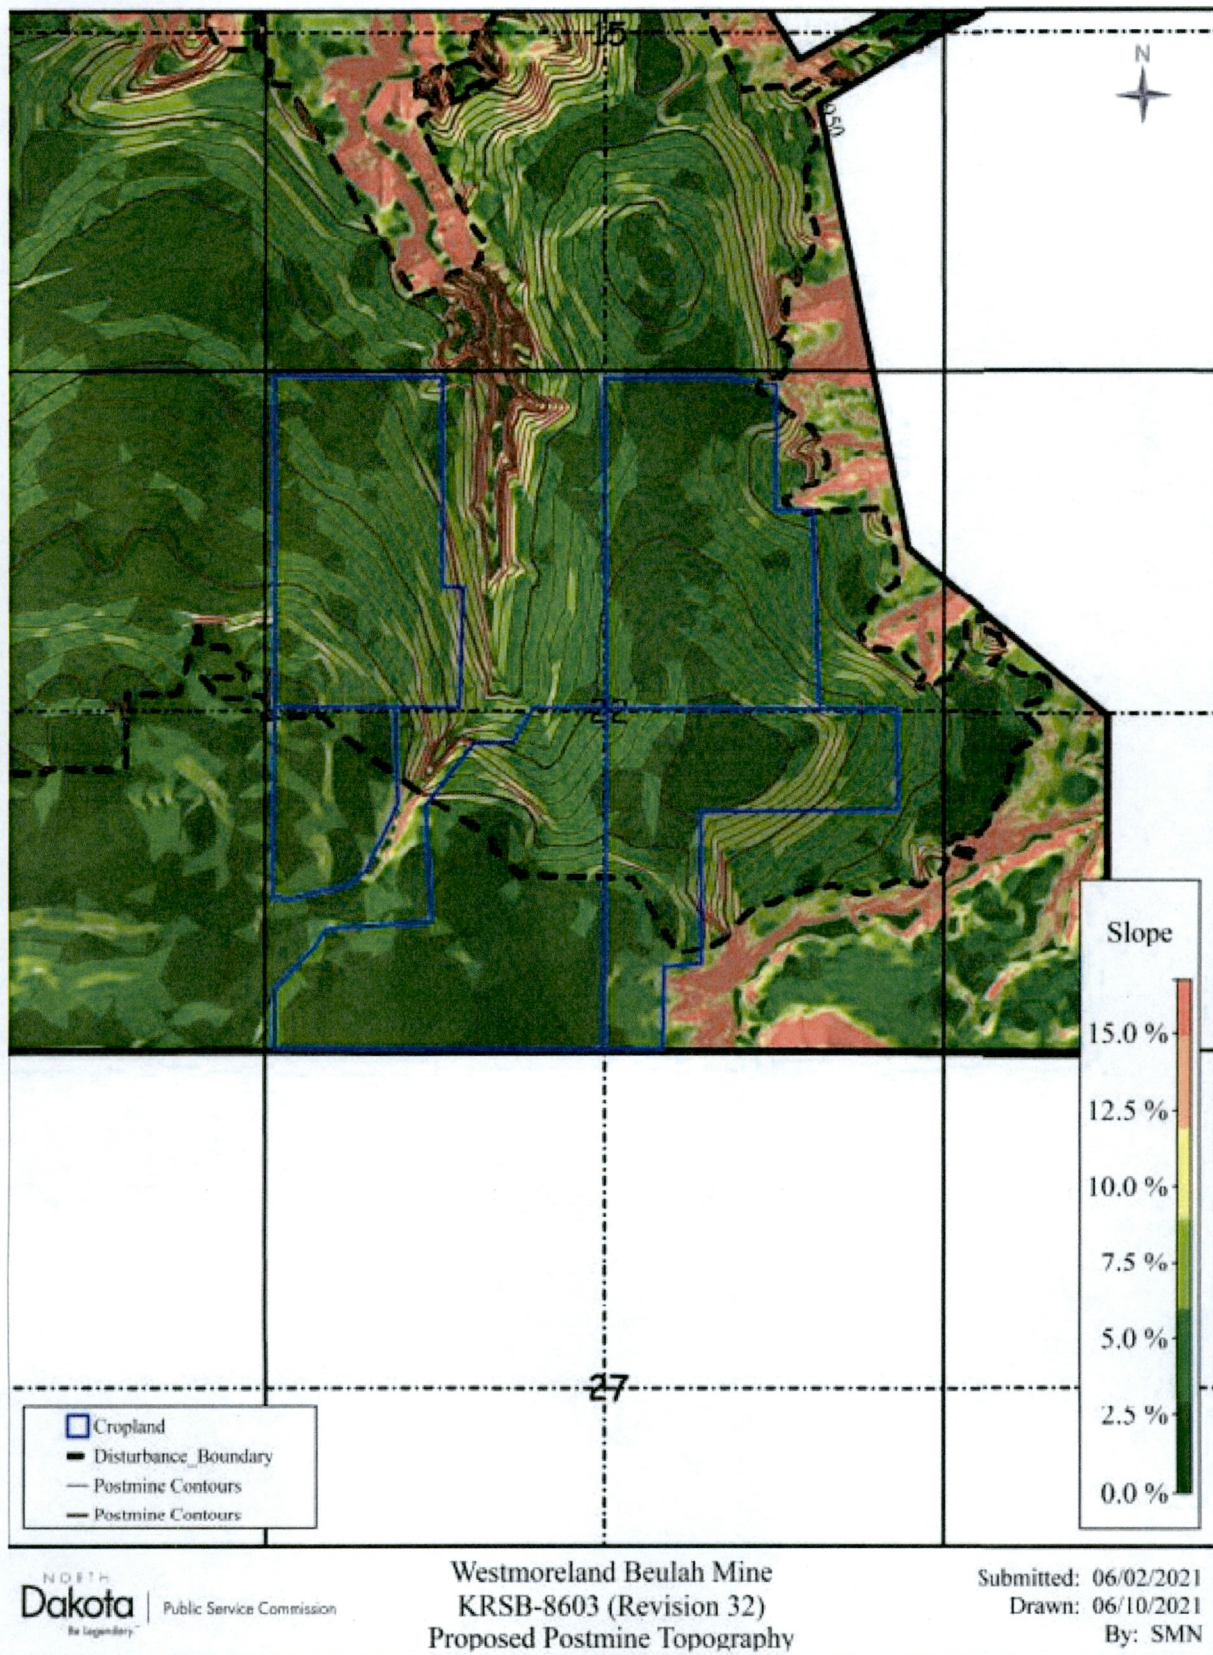 15
N
950
22
Slope
15.0 %
12.5 %
10.0 %
7.5 %
5.0 %
2.5 %
0.0 %
27
Cropland
Disturbance_Boundary
Postmine Contours
Postmine Contours
NORTH
Dakota
Be Legendary™
Public Service Commission
Westmoreland Beulah Mine
KRSB-8603 (Revision 32)
Proposed Postmine Topography
Submitted: 06/02/2021
Drawn: 06/10/2021
By: SMN